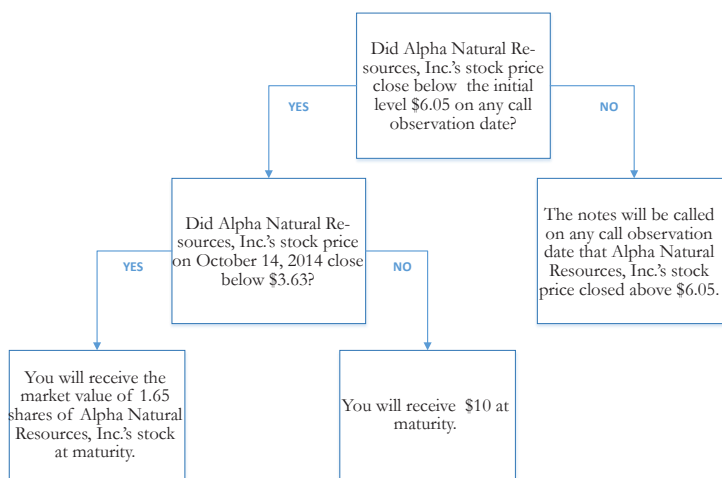 Did Alpha Natural Re-
sources, Inc.'s stock price
close below the initial
level $6.05 on any call
observation date?
YES
NO
Did Alpha Natural Re-
sources, Inc.'s stock price
on October 14, 2014 close
below $3.63?
The notes will be called
on any call observation
date that Alpha Natural
Resources, Inc.'s stock
price closed above $6.05.
YES
NO
You will receive the
market value of 1.65
shares of Alpha Natural
Resources, Inc.'s stock
at maturity.
You will receive $10 at
maturity.